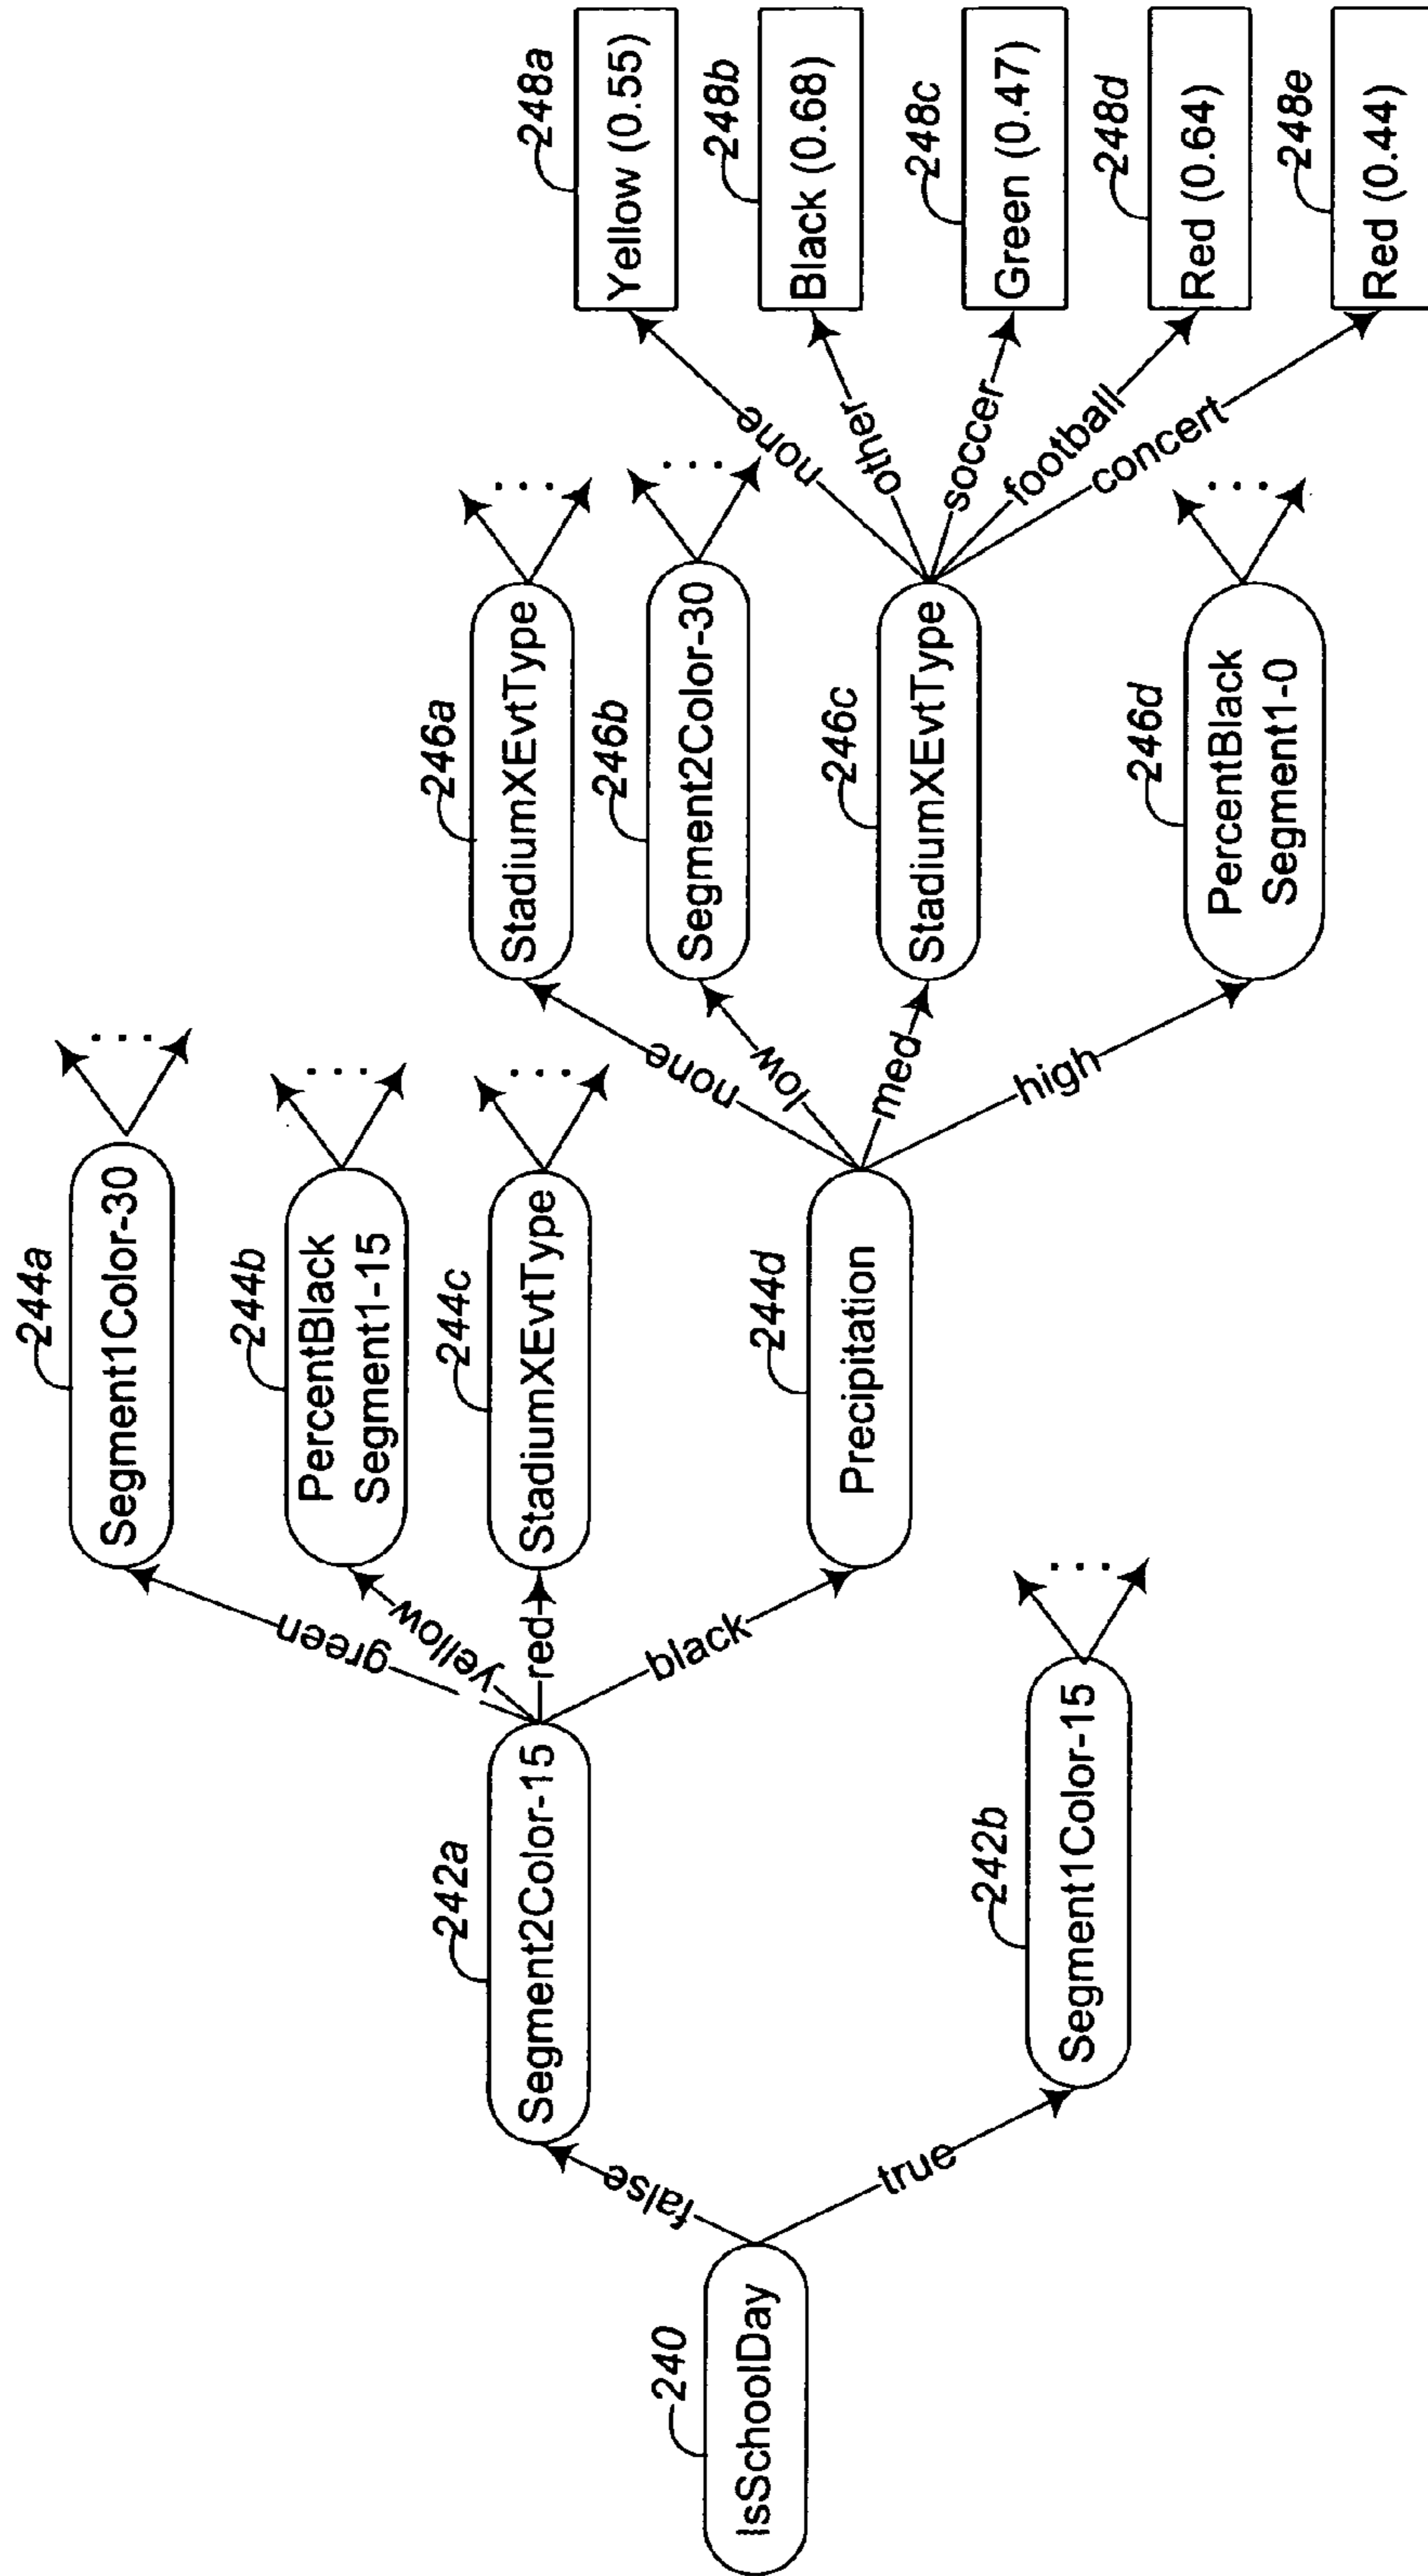 240
IsSchoolDay
false
true
242a
Segment2Color-15
242b
Segment1Color-15
green
yellow
red
black
244a
Segment1Color-30
244b
PercentBlack
Segment1-15
244c
StadiumXEvtType
244d
Precipitation
none
low
med
high
246a
StadiumXEvtType
246b
Segment2Color-30
246c
StadiumXEvtType
246d
PercentBlack
Segment1-0
none
other
soccer
football
concert
248a
Yellow (0.55)
248b
Black (0.68)
248c
Green (0.47)
248d
Red (0.64)
248e
Red (0.44)